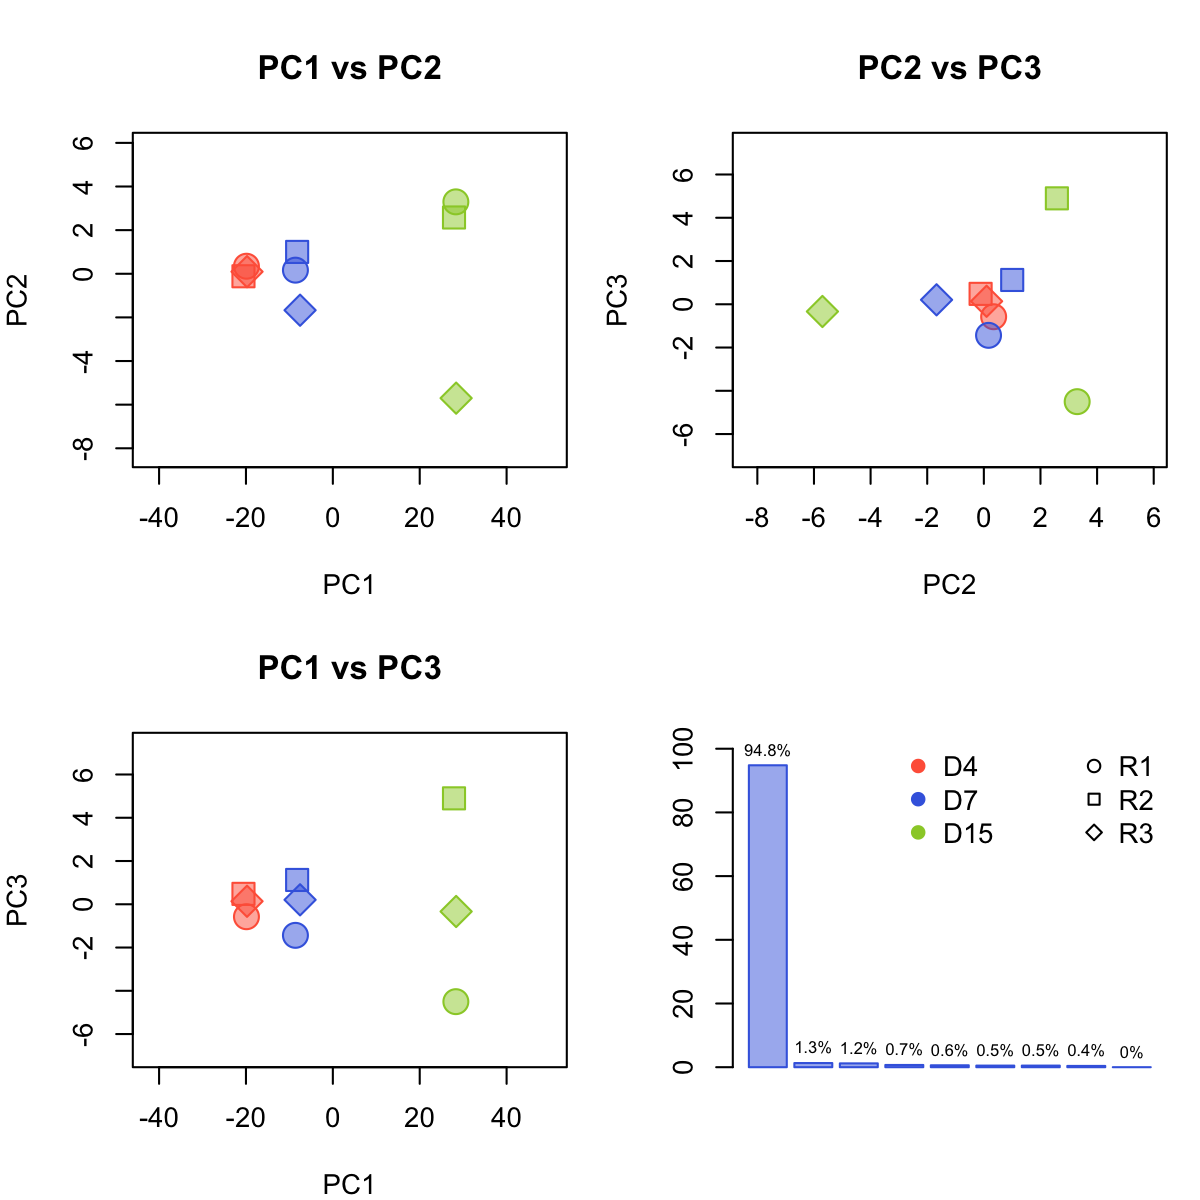 PC1 vs PC2
6
4
2
0
-4
-8
PC2
-40 -20 0 20 40
PC1
PC2 vs PC3
6
4
2
0
-2
-6
PC3
-8 -6 -4 -2 0 2 4 6
PC2
PC1 vs PC3
6
4
2
0
-2
-6
PC3
-40 -20 0 20 40
PC1
100
80
60
40
20
0
94.8% 1.3% 1.2% 0.7% 0.6% 0.5% 0.5% 0.4% 0%
D4 R1
D7 R2
D15 R3